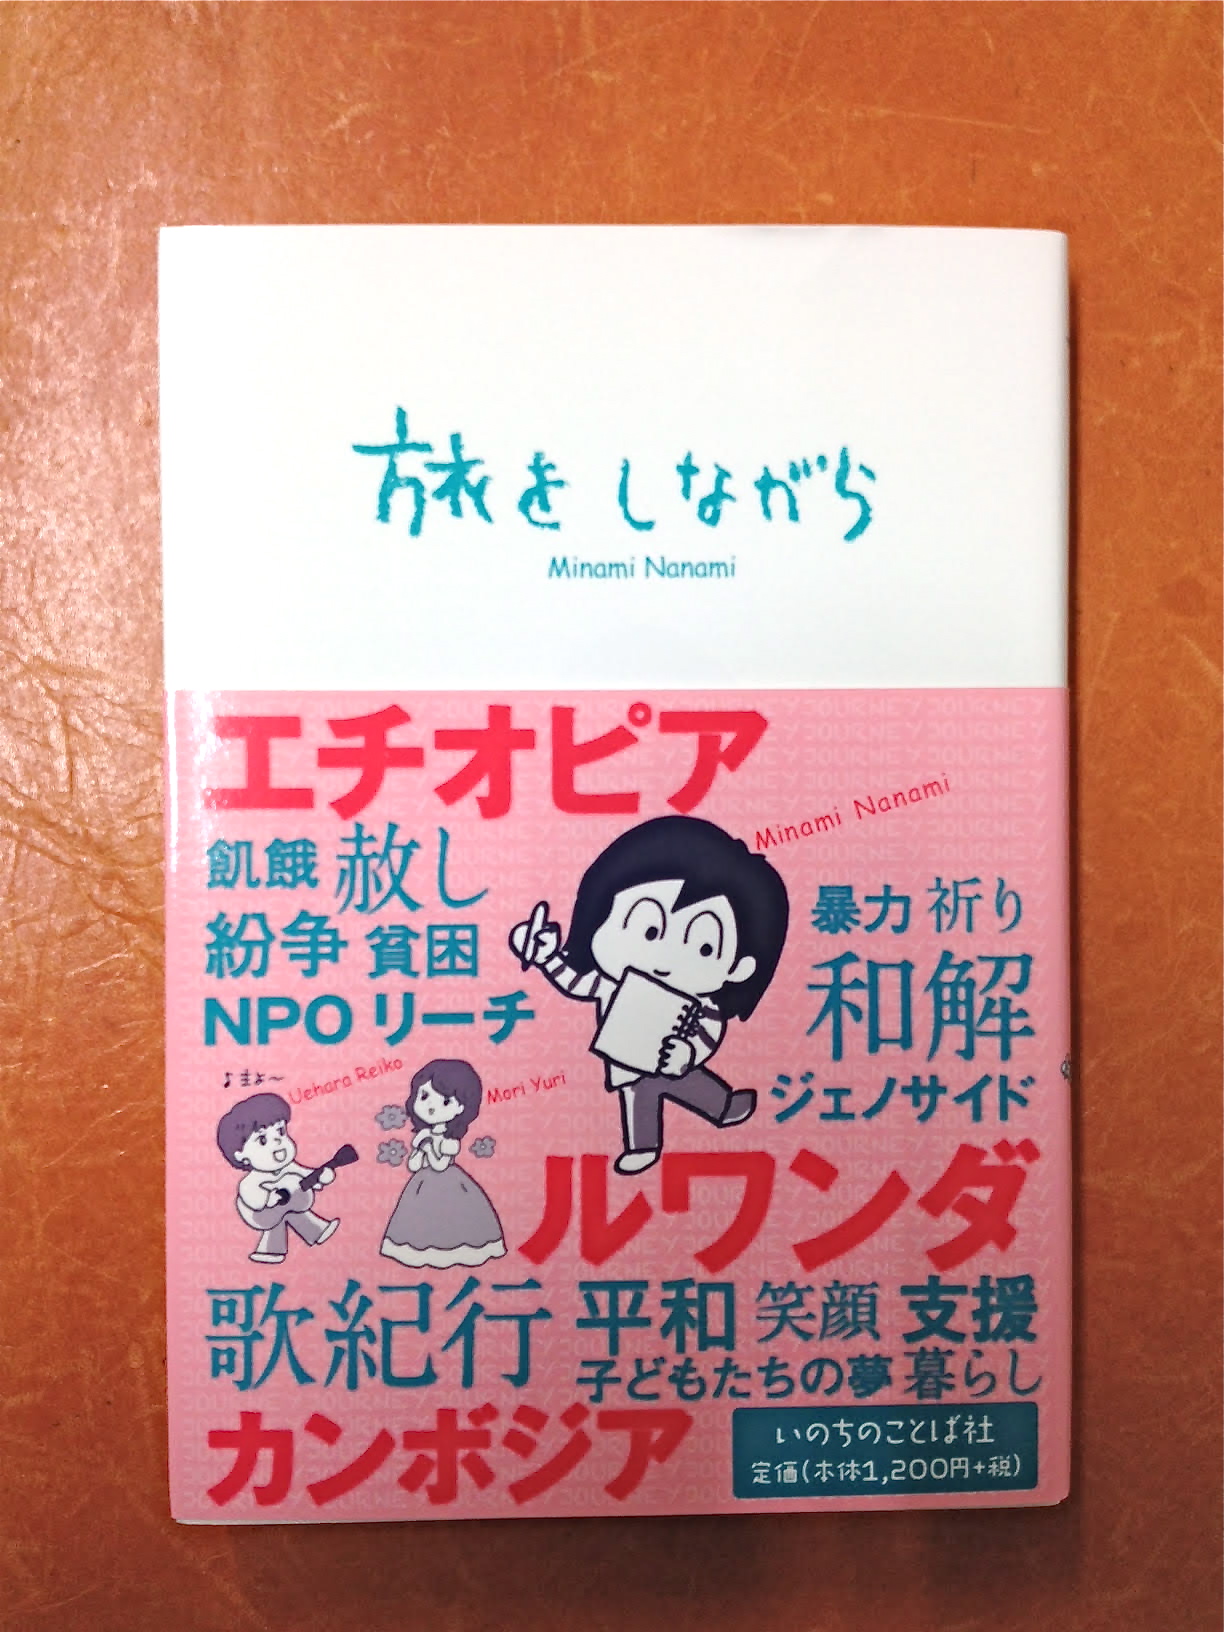 旅をしながら
Minami Nanami
エチオピア
Minami Nanami
飢餓 赦し
紛争 貧困
NPO リーチ
暴力 祈り
和解
ジェノサイド
♪まぁ〜
Uehara Reiko
Mori Yuri
ルワンダ
歌紀行 平和 笑顔 支援
子どもたちの夢 暮らし
カンボジア
いのちのことば社
定価(本体1,200円+税)